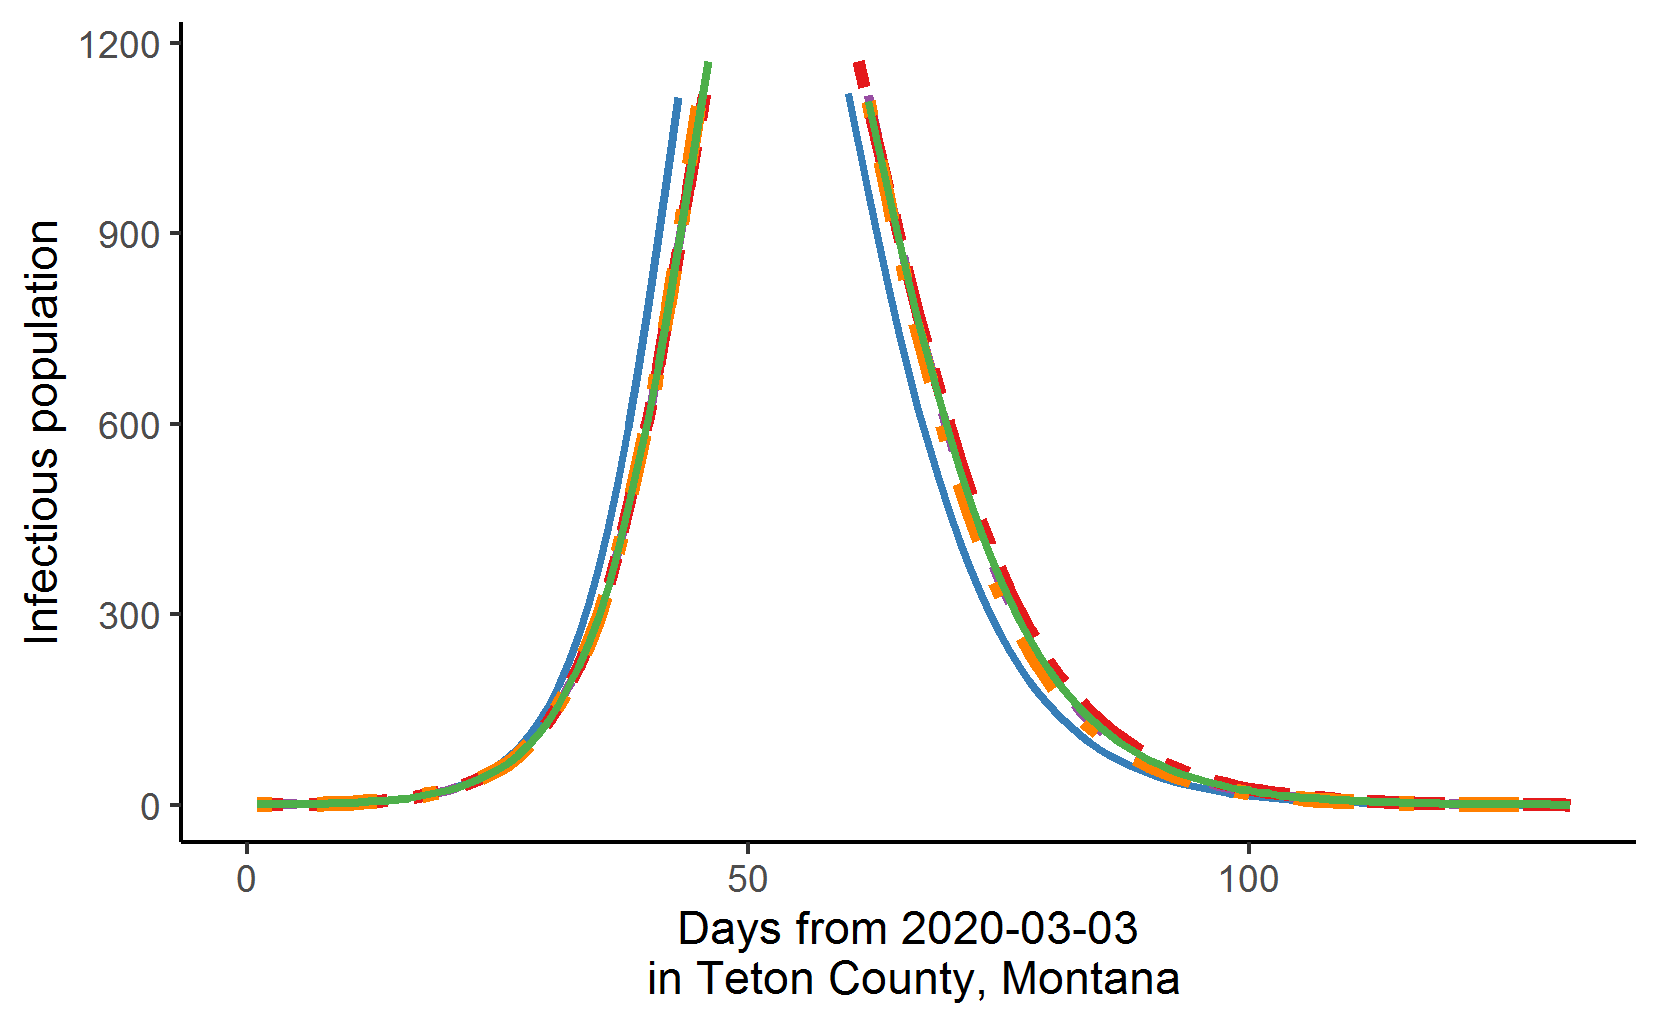 Infectious population
1200
900
600
300
0
0 50 100
Days from 2020-03-03
in Teton County, Montana